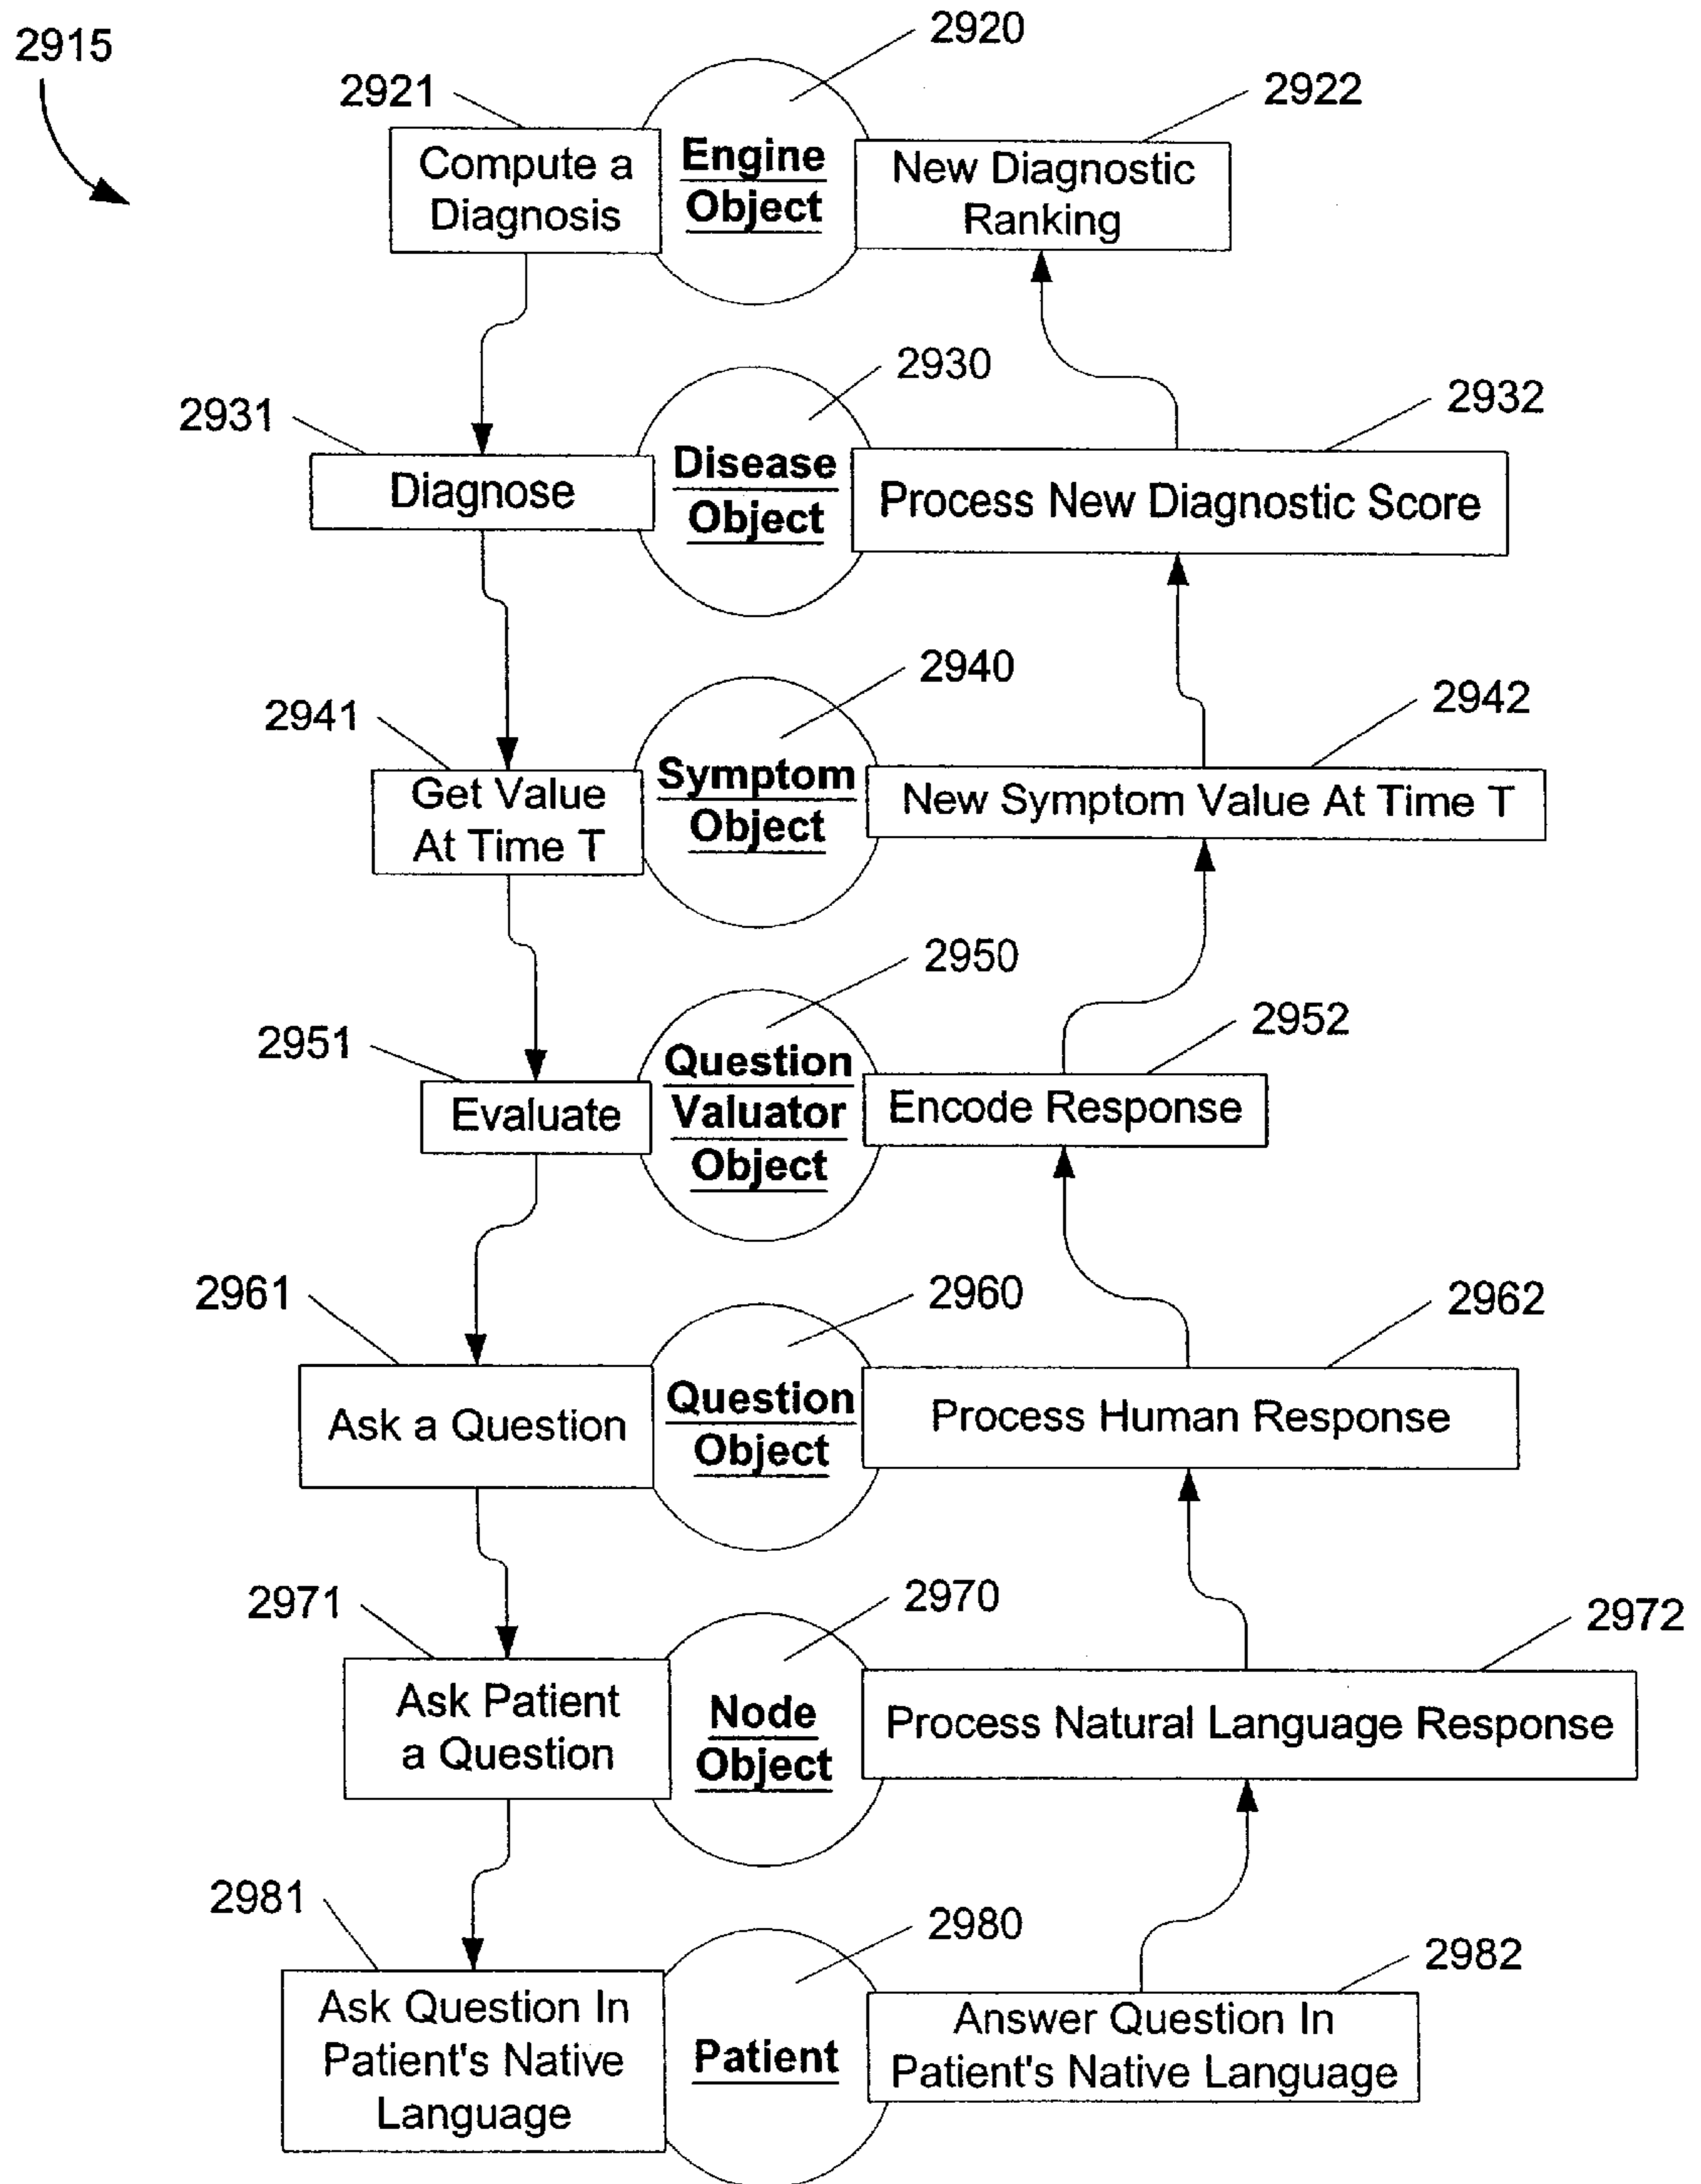 2915
2920
2921
2922
Compute a
Diagnosis
Engine
Object
New Diagnostic
Ranking
2930
2931
2932
Diagnose
Disease
Object
Process New Diagnostic Score
2940
2941
2942
Get Value
At Time T
Symptom
Object
New Symptom Value At Time T
2950
2951
2952
Evaluate
Question
Valuator
Object
Encode Response
2960
2961
2962
Ask a Question
Question
Object
Process Human Response
2970
2971
2972
Ask Patient
a Question
Node
Object
Process Natural Language Response
2980
2981
2982
Ask Question In
Patient's Native
Language
Patient
Answer Question In
Patient's Native Language